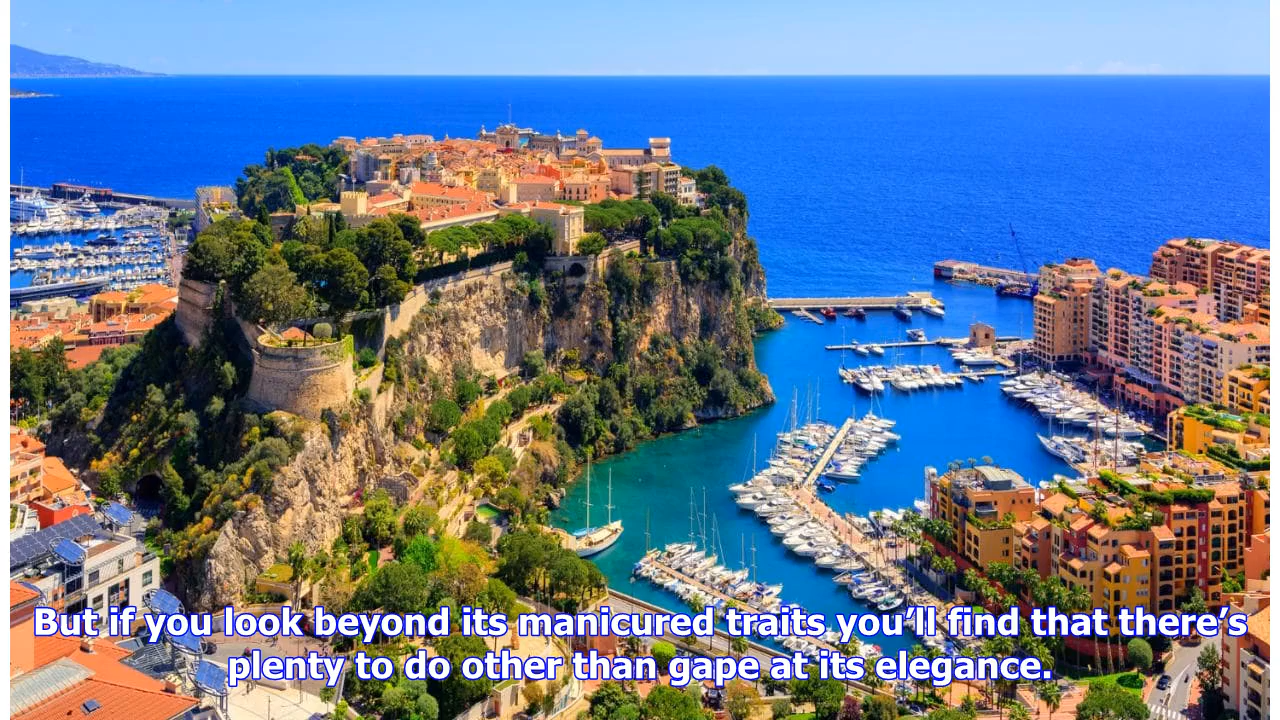 But if you look beyond its manicured traits you’ll find that there’s
plenty to do other than gape at its elegance.